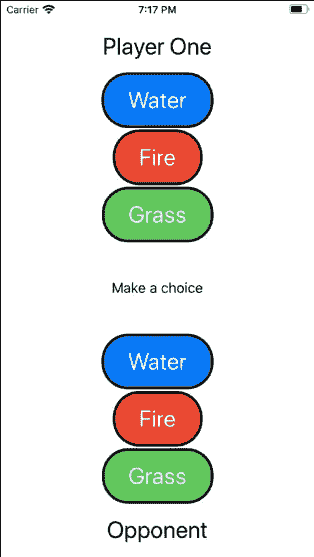 Carrier 7:17 PM
Player One
Water
Fire
Grass
Make a choice
Water
Fire
Grass
Opponent